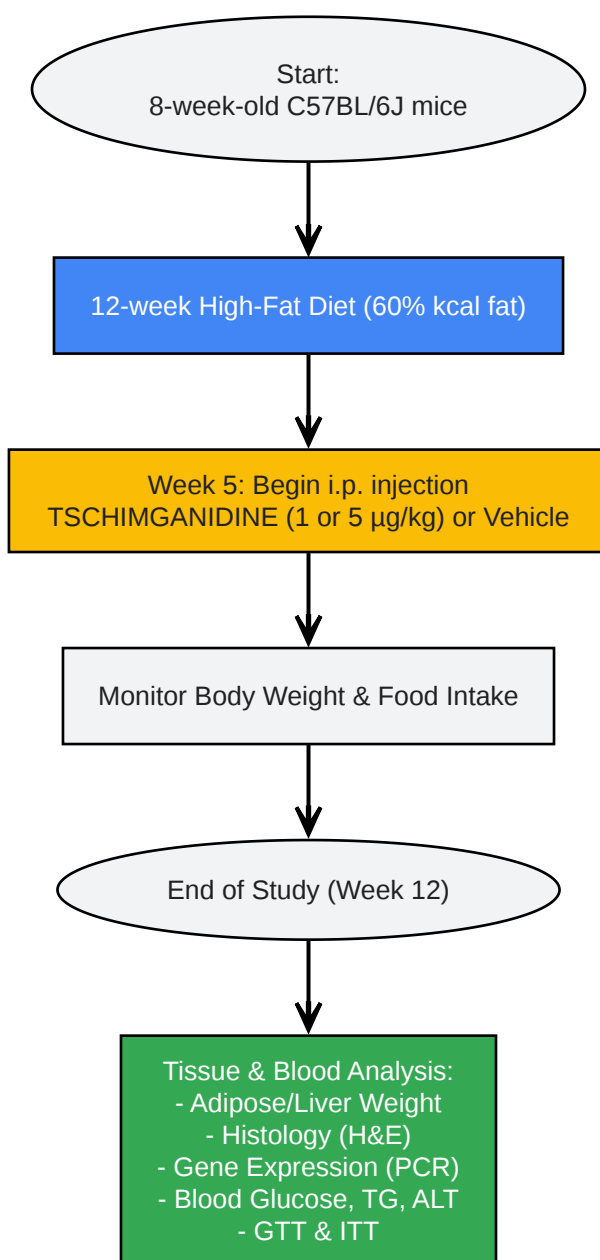 Start:
8-week-old C57BL/6J mice
12-week High-Fat Diet (60% kcal fat)
Week 5: Begin i.p. injection
TSCHIMGANIDINE (1 or 5 µg/kg) or Vehicle
Monitor Body Weight & Food Intake
End of Study (Week 12)
Tissue & Blood Analysis:
- Adipose/Liver Weight
- Histology (H&E)
- Gene Expression (PCR)
- Blood Glucose, TG, ALT
- GTT & ITT